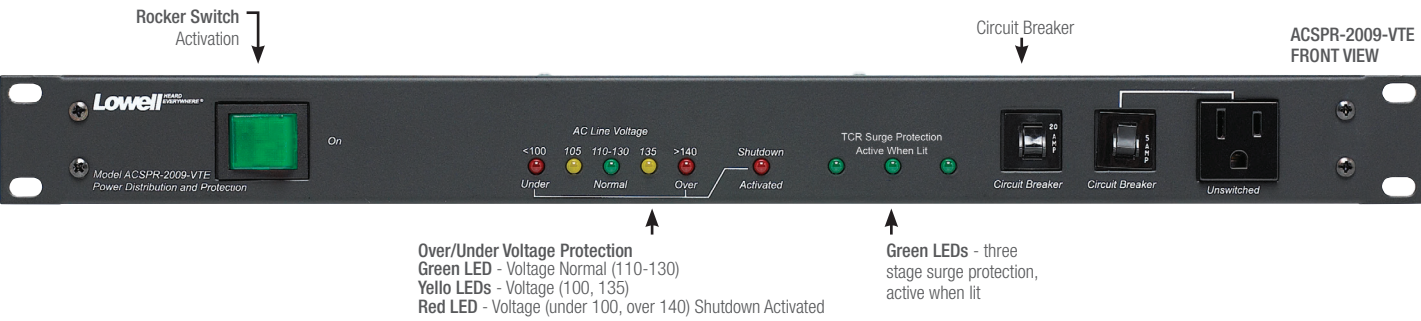 Rocker Switch
Activation
Circuit Breaker
ACSPR-2009-VTE
FRONT VIEW
Lowell HEARD
EVERYWHERE®
On
Model ACSPR-2009-VTE
Power Distribution and Protection
AC Line Voltage
<100 105 110-130 135 >140 Shutdown
Under Normal Over Activated
TCR Surge Protection
Active When Lit
20
AMP
Circuit Breaker
5
AMP
Circuit Breaker
Unswitched
Over/Under Voltage Protection
Green LED - Voltage Normal (110-130)
Yello LEDs - Voltage (100, 135)
Red LED - Voltage (under 100, over 140) Shutdown Activated
Green LEDs - three
stage surge protection,
active when lit